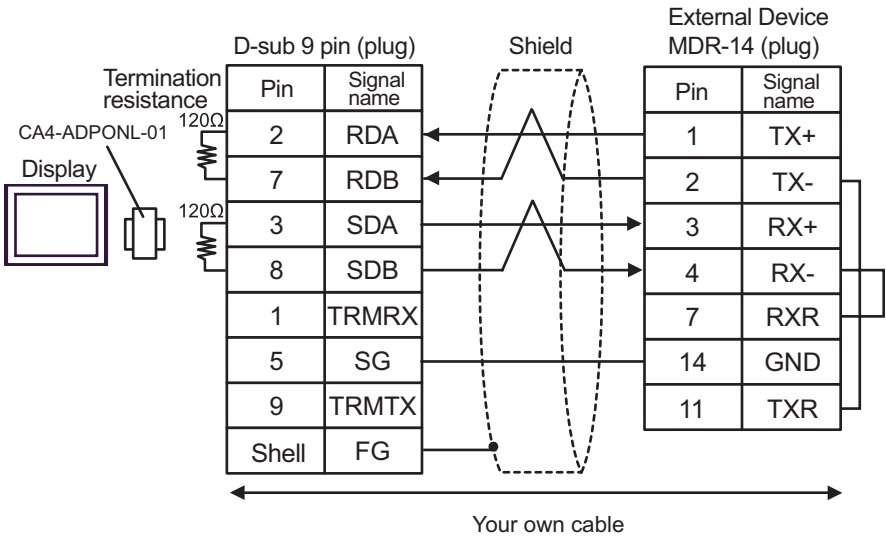 External Device
D-sub 9 pin (plug)
Shield
MDR-14 (plug)
Termination
resistance
Pin
Signal
name
Pin
Signal
name
120Ω
CA4-ADPONL-01
2
RDA
1
TX+
Display
7
RDB
2
TX-
120Ω
3
SDA
3
RX+
8
SDB
4
RX-
1
TRMRX
7
RXR
5
SG
14
GND
9
TRMTX
11
TXR
Shell
FG
Your own cable